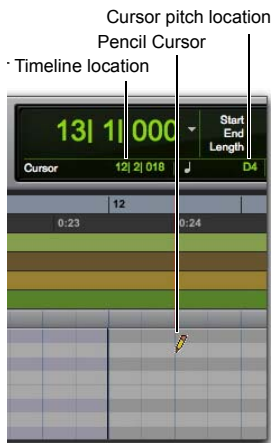 Cursor pitch location
Pencil Cursor
r Timeline location
13| 1| 000
Start
End
Length
Cursor 12| 2| 018 D4
12
0:23 0:24